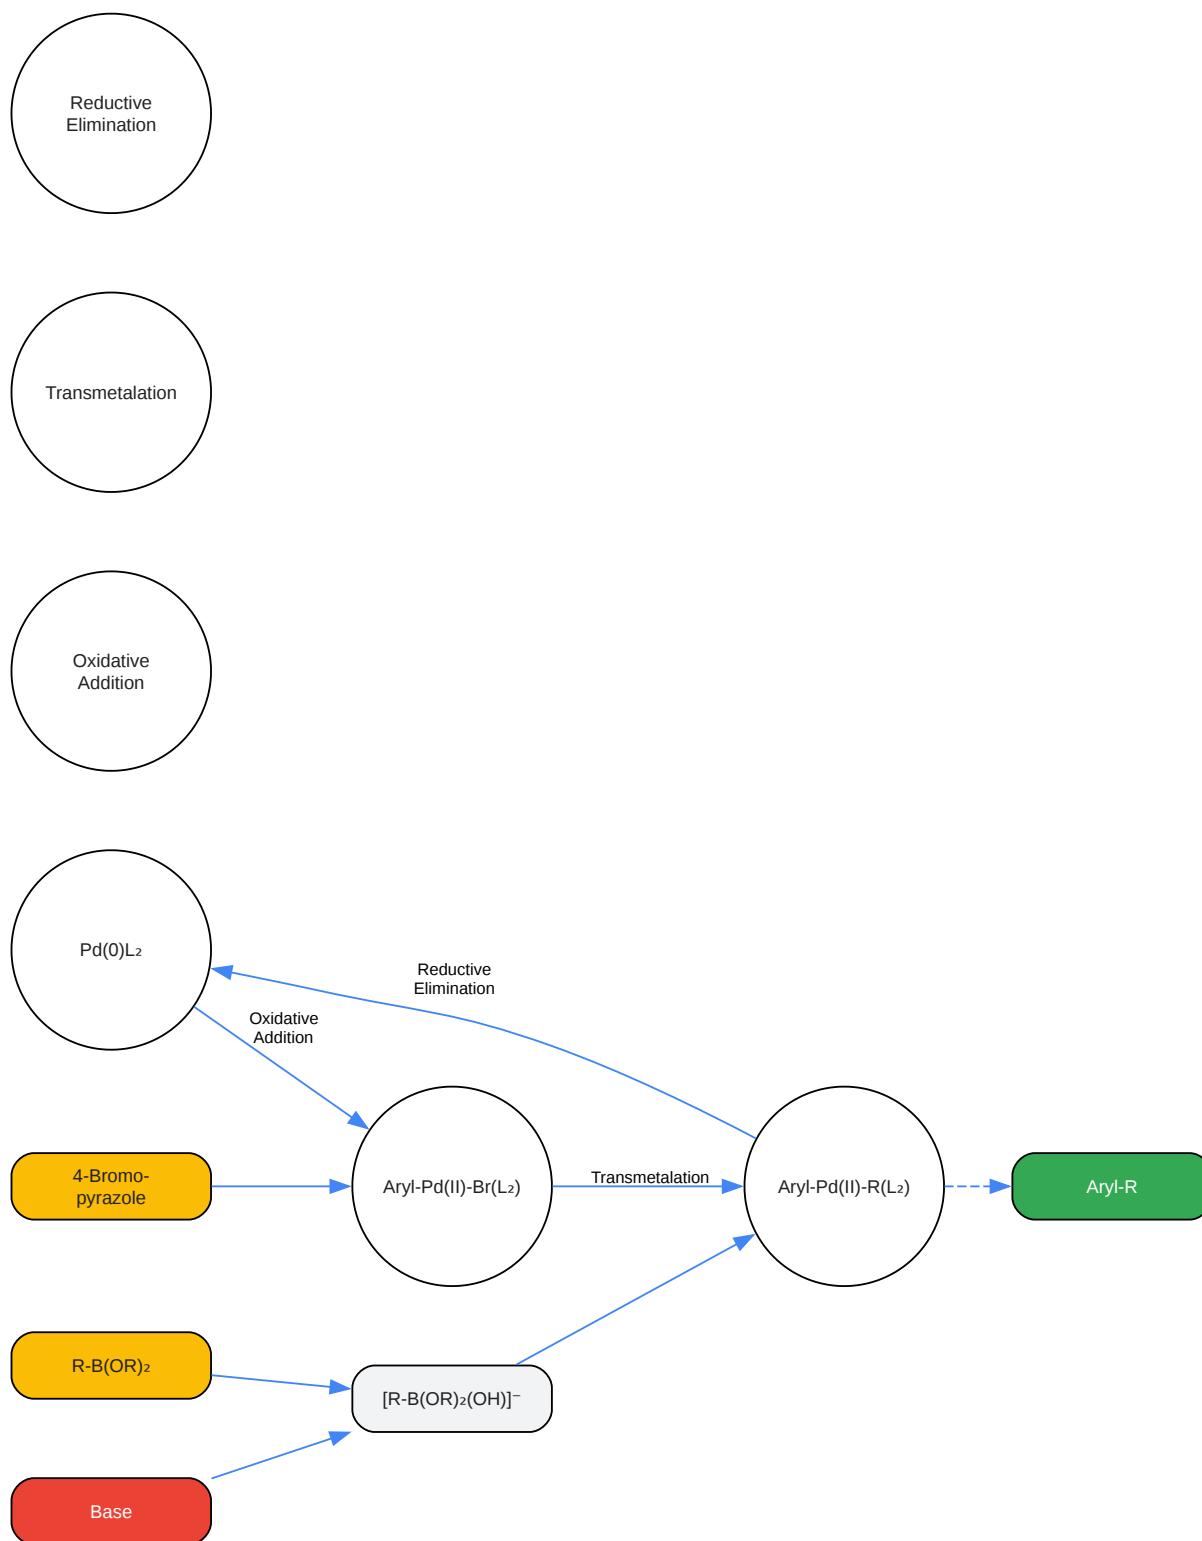 Reductive
Elimination
Transmetalation
Oxidative
Addition
Pd(0)L₂
Reductive
Elimination
Oxidative
Addition
4-Bromo-
pyrazole
Aryl-Pd(II)-Br(L₂)
Transmetalation
Aryl-Pd(II)-R(L₂)
Aryl-R
R-B(OR)₂
[R-B(OR)₂(OH)]⁻
Base